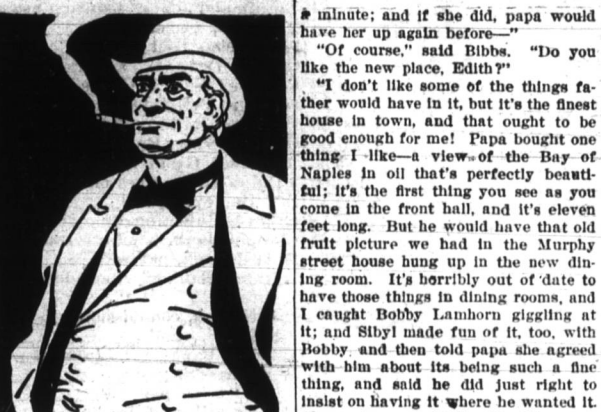 a minute; and if she did, papa would
have her up again before—"
"Of course," said Bibbs. "Do you
like the new place, Edith?"
"I don't like some of the things fa-
ther would have in it, but it's the finest
house in town, and that ought to be
good enough for me! Papa bought one
thing I like—a view of the Bay of
Naples in oil that's perfectly beauti-
ful; it's the first thing you see as you
come in the front hall, and it's eleven
feet long. But he would have that old
fruit picture we had in the Murphy
street house hung up in the new din-
ing room. It's horribly out of date to
have those things in dining rooms, and
I caught Bobby Lamhorn giggling at
it; and Sibyl made fun of it, too, with
Bobby, and then told papa she agreed
with him about its being such a fine
thing, and said he did just right to
insist on having it where he wanted it.